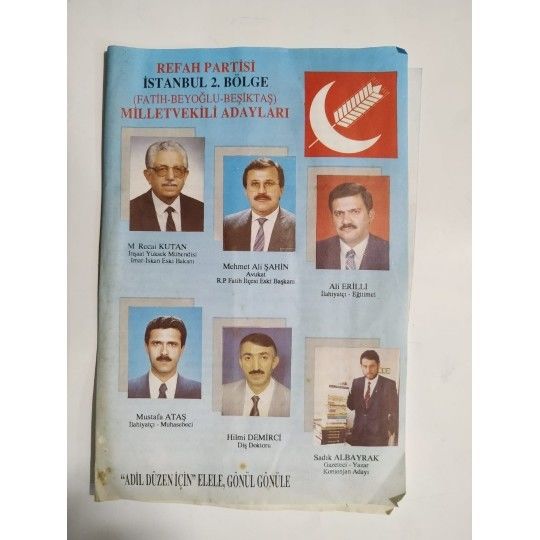 REFAH PARTİSİ
İSTANBUL 2. BÖLGE
(FATİH-BEYOĞLU-BEŞİKTAŞ)
MİLLETVEKİLİ ADAYLARI
M. Recai KUTAN
İnşaat Yüksek Mühendisi
İmar-İskan Eski Bakanı
Mehmet Ali ŞAHİN
Avukat
R.P. Fatih İlçesi Eski Başkanı
Ali ERİLLİ
İlahiyatçı - Eğitimci
Mustafa ATAŞ
İlahiyatçı - Muhasebeci
Hilmi DEMİRCİ
Diş Doktoru
Sadık ALBAYRAK
Gazeteci - Yazar
Kontenjan Adayı
"ADİL DÜZEN İÇİN" ELELE, GÖNÜL GÖNÜLE